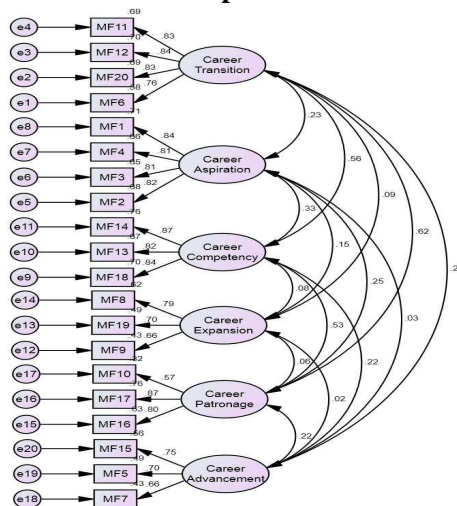 .69
e4 MF11 .83
.70
e3 MF12 .84
.69
e2 MF20 .83
.58
e1 MF6 .76
Career
Transition
.71
e8 MF1 .84
.66
e7 MF4 .81
.65
e6 MF3 .81
.68
e5 MF2 .82
Career
Aspiration
.76
e11 MF14 .87
.67
e10 MF13 .82
.70
e9 MF18 .84
Career
Competency
.62
e14 MF8 .79
.49
e13 MF19 .70
.43
e12 MF9 .66
Career
Expansion
.32
e17 MF10 .57
.76
e16 MF17 .87
.63
e15 MF16 .80
Career
Patronage
.56
e20 MF15 .75
.49
e19 MF5 .70
.43
e18 MF7 .66
Career
Advancement
.23
.56
.09
.62
.33
.15
.25
.03
.08
.53
.22
.06
.02
.22